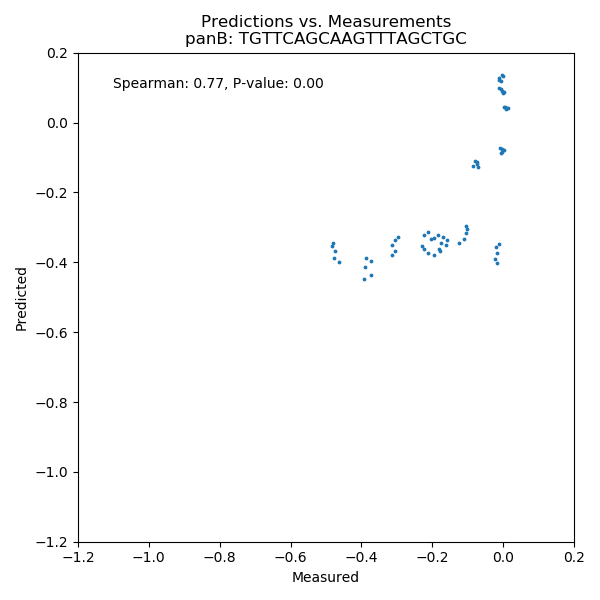 Predictions vs. Measurements
panB: TGTTCAGCAAGTTTAGCTGC
Spearman: 0.77, P-value: 0.00
0.2
0.0
−0.2
−0.4
−0.6
−0.8
−1.0
−1.2
Predicted
−1.2 −1.0 −0.8 −0.6 −0.4 −0.2 0.0 0.2
Measured